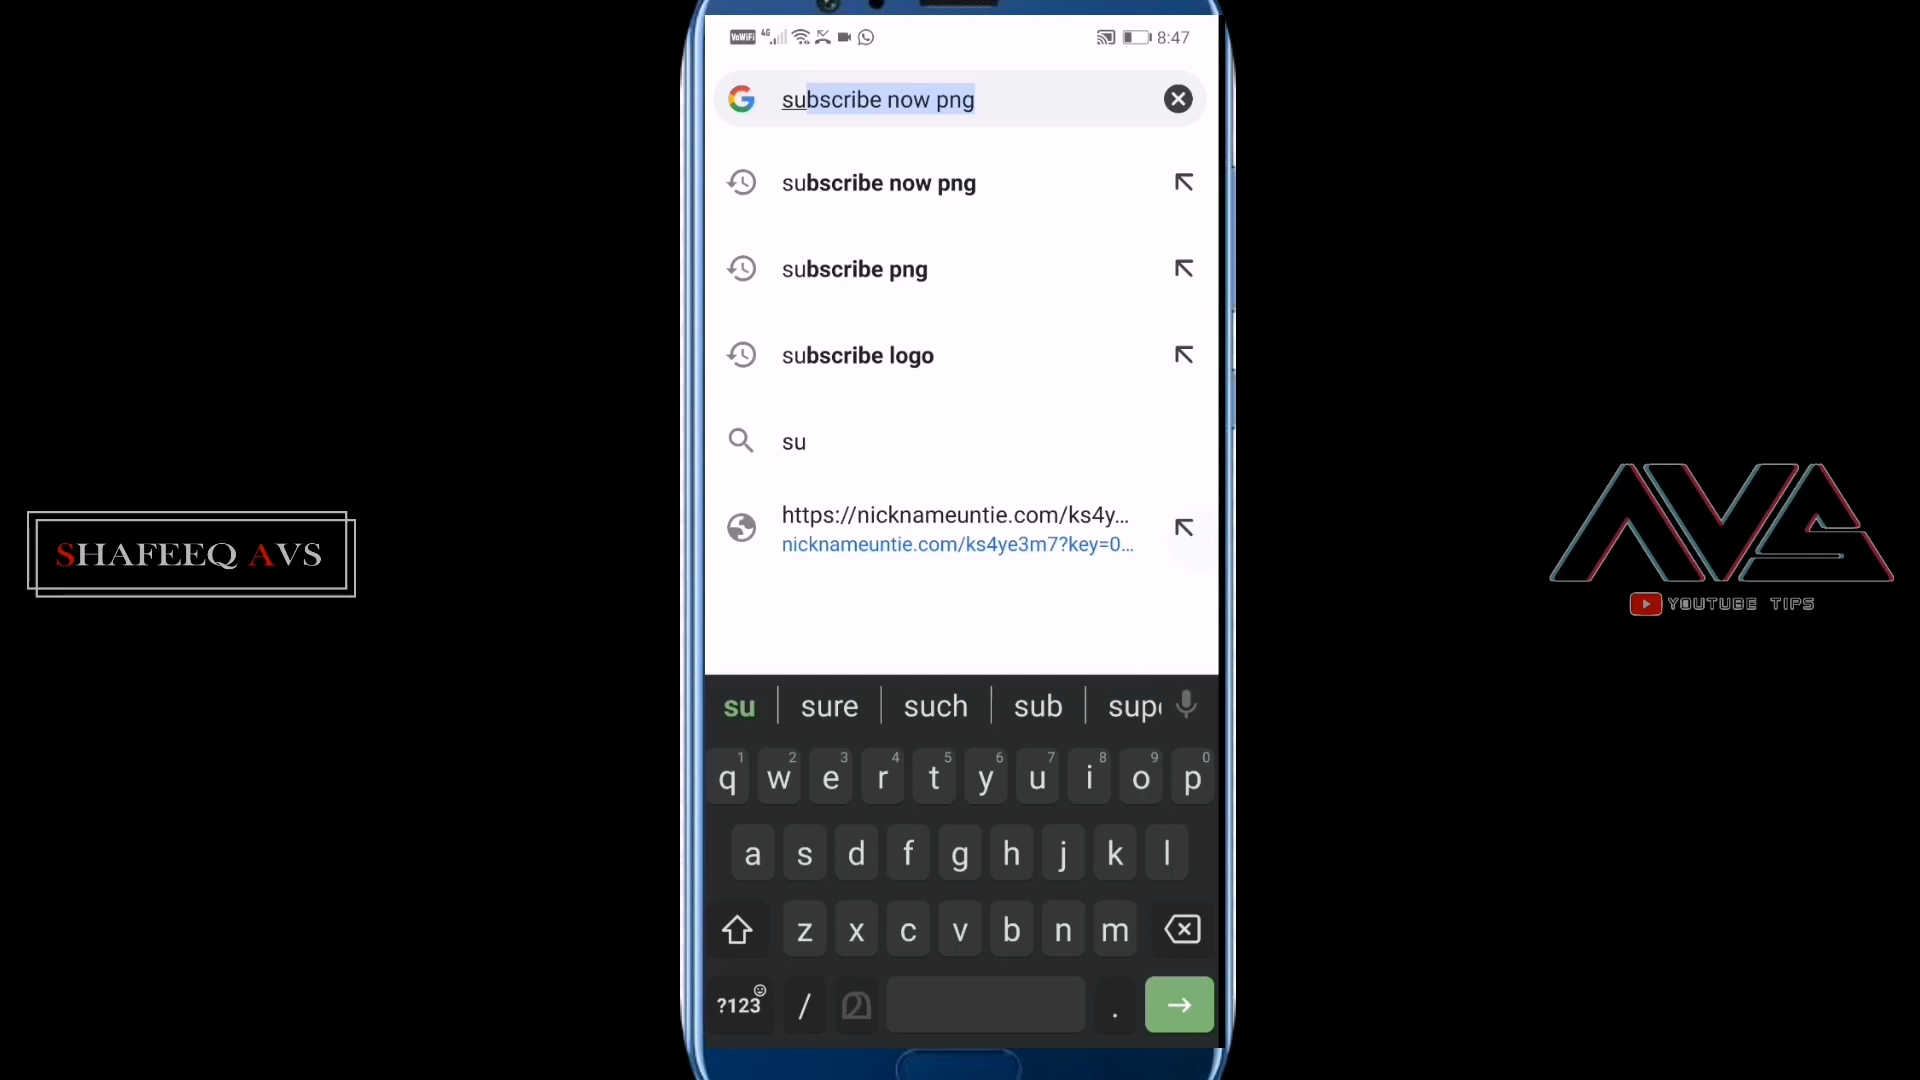 VoWiFi 4G 8:47
subscribe now png
subscribe now png
subscribe png
subscribe logo
su
https://nicknameuntie.com/ks4y...
nicknameuntie.com/ks4ye3m7?key=0...
SHAFEEQ AVS
AVS
YOUTUBE TIPS
su sure such sub
1 2 3 4 5 6 7 8 9 0
q w e r t y u i o p
a s d f g h j k l
z x c v b n m
?123 / മ .